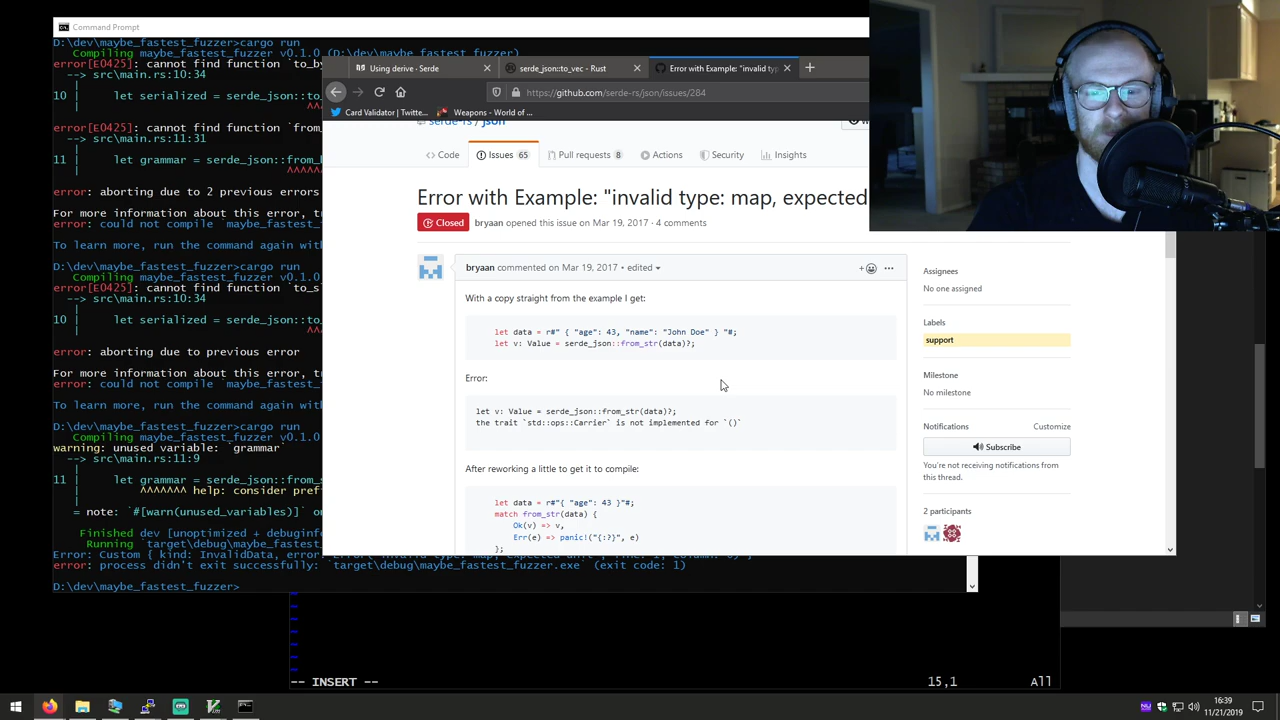 Command Prompt
D:\dev\maybe_fastest_fuzzer>cargo run
Compiling maybe_fastest_fuzzer v0.1.0 (D:\dev\maybe_fastest_fuzzer)
error[E0425]: cannot find function `to_by
--> src\main.rs:10:34
|
10 | let serialized = serde_json::to_
| ^^^
error[E0425]: cannot find function `from_
--> src\main.rs:11:31
|
11 | let grammar = serde_json::from_
| ^^^^^
error: aborting due to 2 previous errors
For more information about this error, tr
error: could not compile `maybe_fastest_f
To learn more, run the command again with
D:\dev\maybe_fastest_fuzzer>cargo run
Compiling maybe_fastest_fuzzer v0.1.0
error[E0425]: cannot find function `to_s
--> src\main.rs:10:34
|
10 | let serialized = serde_json::to_
| ^^
error: aborting due to previous error
For more information about this error, tr
error: could not compile `maybe_fastest_f
To learn more, run the command again with
D:\dev\maybe_fastest_fuzzer>cargo run
Compiling maybe_fastest_fuzzer v0.1.0
warning: unused variable: `grammar`
--> src\main.rs:11:9
|
11 | let grammar = serde_json::from_s
| ^^^^^^^ help: consider pref
|
= note: `#[warn(unused_variables)]` on
Finished dev [unoptimized + debuginfo
Running `target\debug\maybe_fastest_
Error: Custom { kind: InvalidData, error:
error: process didn't exit successfully: `target\debug\maybe_fastest_fuzzer.exe` (exit code: 1)
D:\dev\maybe_fastest_fuzzer>
Using derive · Serde
serde_json::to_vec - Rust
Error with Example: "invalid typ
https://github.com/serde-rs/json/issues/284
Card Validator | Twitte...
Weapons - World of ...
serde-rs / json
Code
Issues 65
Pull requests 8
Actions
Security
Insights
Error with Example: "invalid type: map, expected
Closed
bryaan opened this issue on Mar 19, 2017 · 4 comments
bryaan commented on Mar 19, 2017 • edited
With a copy straight from the example I get:
let data = r#" { "age": 43, "name": "John Doe" } "#;
let v: Value = serde_json::from_str(data)?;
Error:
let v: Value = serde_json::from_str(data)?;
the trait `std::ops::Carrier` is not implemented for `()`
After reworking a little to get it to compile:
let data = r#"{ "age": 43 }"#;
match from_str(data) {
Ok(v) => v,
Err(e) => panic!("{:?}", e)
};
Assignees
No one assigned
Labels
support
Milestone
No milestone
Notifications
Customize
Subscribe
You're not receiving notifications from
this thread.
2 participants
~
~
~
~
~
~
-- INSERT --
15,1
All
16:39
11/21/2019